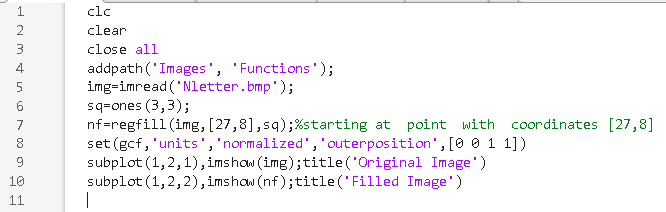 1 clc
2 clear
3 close all
4 addpath('Images', 'Functions');
5 img=imread('Nletter.bmp');
6 sq=ones(3,3);
7 nf=regfill(img,[27,8],sq);%starting at point with coordinates [27,8]
8 set(gcf,'units','normalized','outerposition',[0 0 1 1])
9 subplot(1,2,1),imshow(img);title('Original Image')
10 subplot(1,2,2),imshow(nf);title('Filled Image')
11